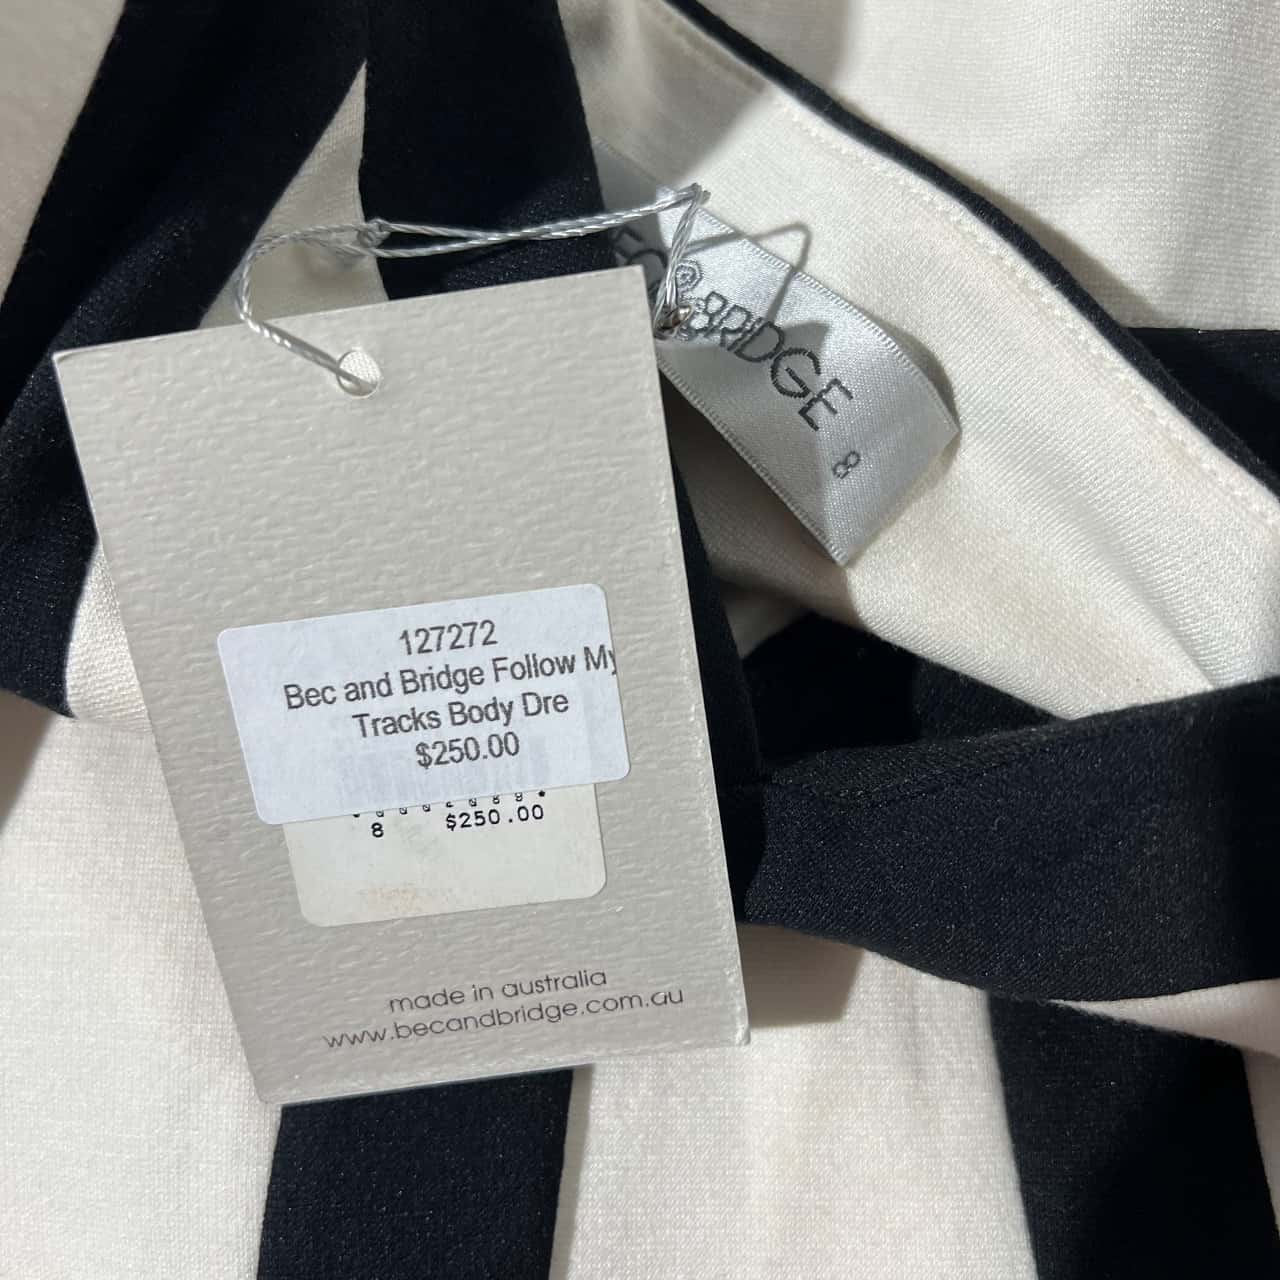 BRIDGE
8
127272
Bec and Bridge Follow My
Tracks Body Dre
$250.00
8 $250.00
made in australia
www.becandbridge.com.au